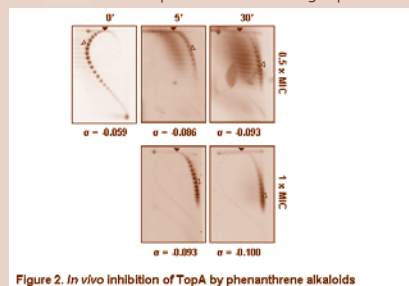 0'
5'
30'
0.5 x MIC
σ = -0.059
σ = -0.086
σ = -0.093
1 x MIC
σ = -0.093
σ = -0.100
Figure 2. In vivo inhibition of TopA by phenanthrene alkaloids